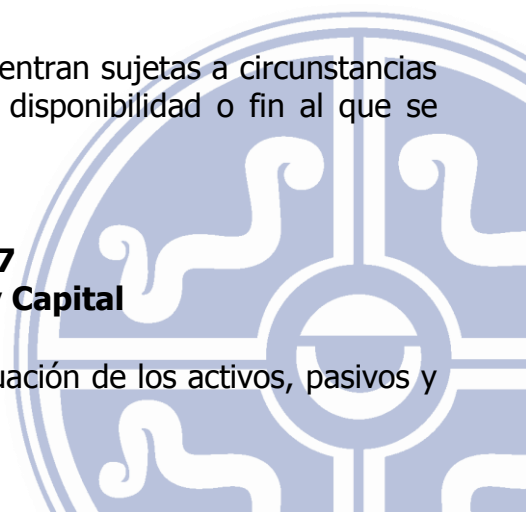 entran sujetas a circunstancias
disponibilidad o fin al que se
7
Capital
uación de los activos, pasivos y